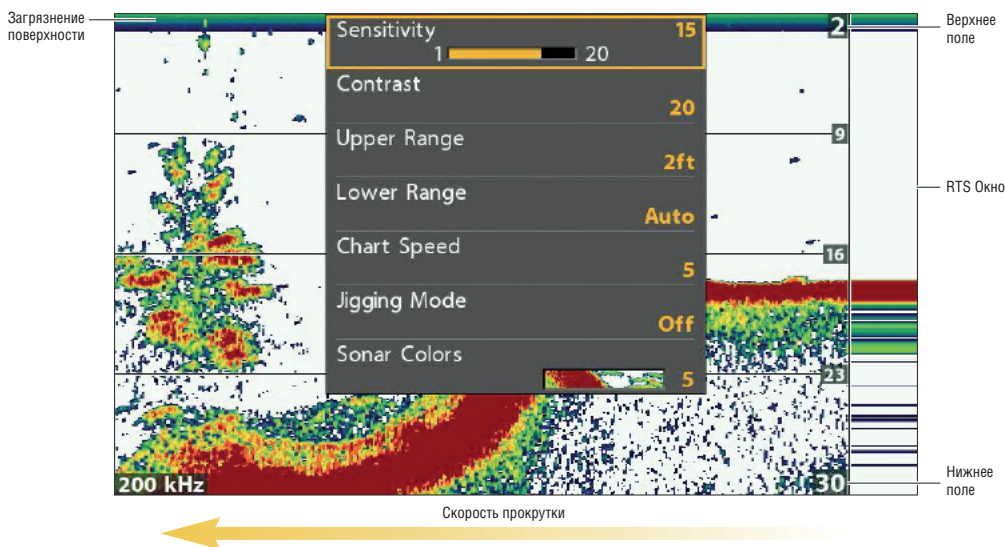 Загрязнение
поверхности
Sensitivity 15
1 20
Contrast
20
Upper Range
2ft
Lower Range
Auto
Chart Speed
5
Jigging Mode
Off
Sonar Colors
5
2
9
16
23
30
200 kHz
Верхнее
поле
RTS Окно
Нижнее
поле
Скорость прокрутки